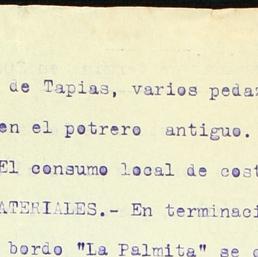 de Tapias, varios pedaz
en el potrero antiguo.
El consumo local de cost
ATERIALES.- En terminaci
bordo "La Palmita" se